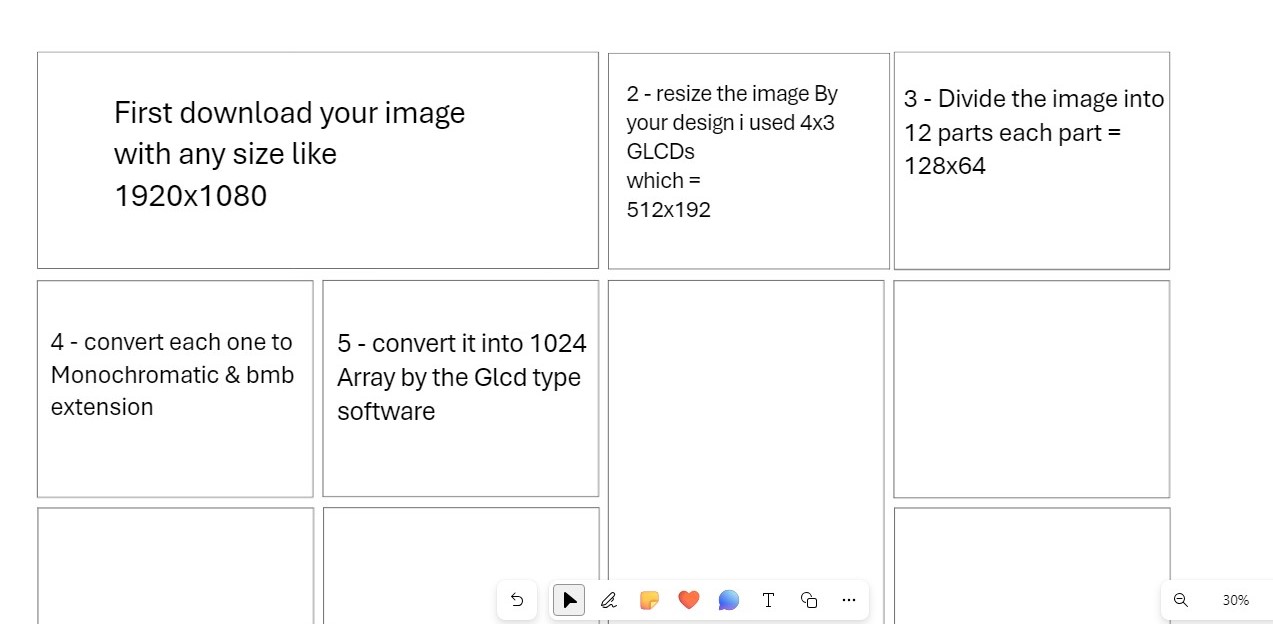 First download your image
with any size like
1920x1080
2 - resize the image By
your design i used 4x3
GLCDs
which =
512x192
3 - Divide the image into
12 parts each part =
128x64
4 - convert each one to
Monochromatic & bmb
extension
5 - convert it into 1024
Array by the Glcd type
software
T
30%